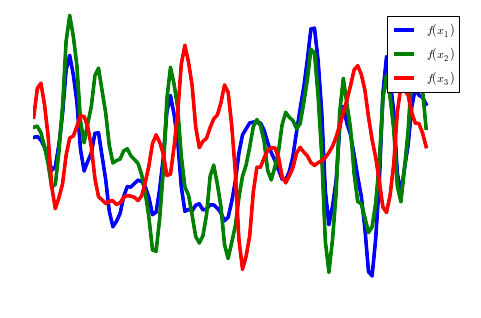 f(x₁)
f(x₂)
f(x₃)